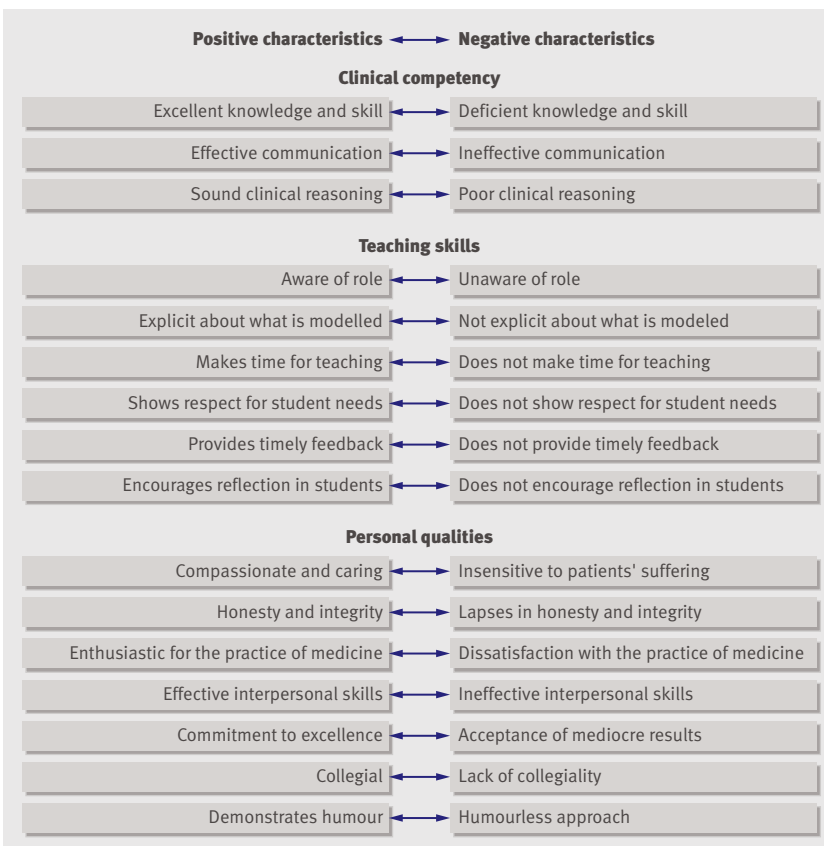 Positive characteristics Negative characteristics
Clinical competency
Excellent knowledge and skill Deficient knowledge and skill
Effective communication Ineffective communication
Sound clinical reasoning Poor clinical reasoning
Teaching skills
Aware of role Unaware of role
Explicit about what is modelled Not explicit about what is modeled
Makes time for teaching Does not make time for teaching
Shows respect for student needs Does not show respect for student needs
Provides timely feedback Does not provide timely feedback
Encourages reflection in students Does not encourage reflection in students
Personal qualities
Compassionate and caring Insensitive to patients' suffering
Honesty and integrity Lapses in honesty and integrity
Enthusiastic for the practice of medicine Dissatisfaction with the practice of medicine
Effective interpersonal skills Ineffective interpersonal skills
Commitment to excellence Acceptance of mediocre results
Collegial Lack of collegiality
Demonstrates humour Humourless approach